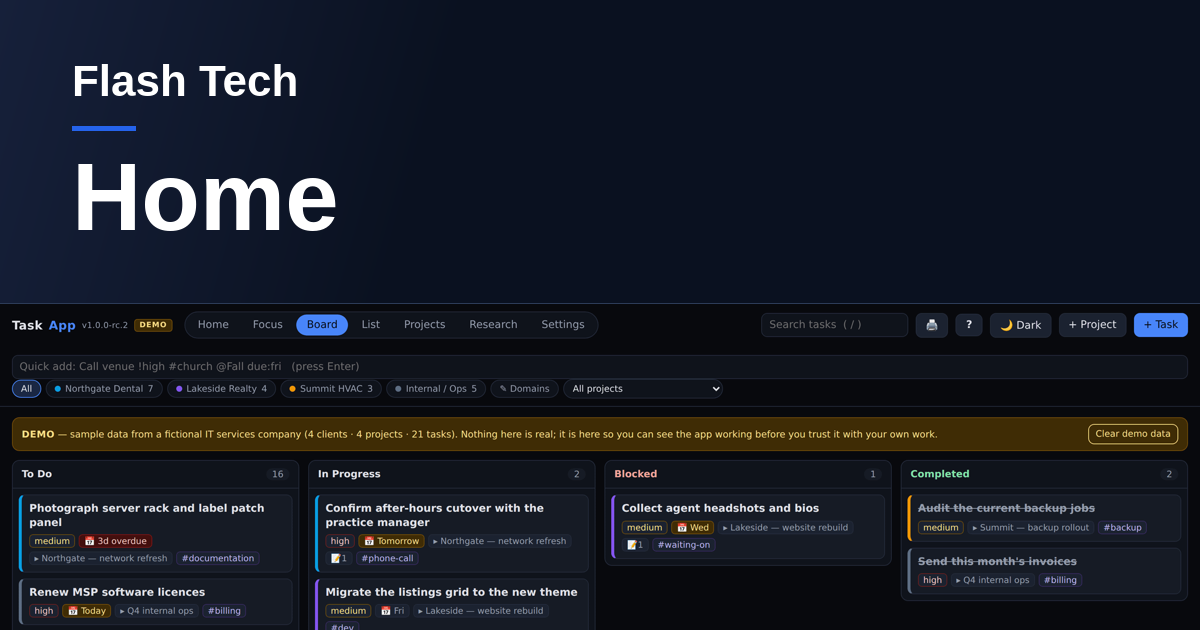 Flash Tech
Home
Task App v1.0.0-rc.2 DEMO Home Focus Board List Projects Research Settings Search tasks ( / ) 🖨 ? 🌙 Dark + Project + Task
Quick add: Call venue !high #church @Fall due:fri (press Enter)
All Northgate Dental 7 Lakeside Realty 4 Summit HVAC 3 Internal / Ops 5 ✎ Domains All projects
DEMO — sample data from a fictional IT services company (4 clients · 4 projects · 21 tasks). Nothing here is real; it is here so you can see the app working before you trust it with your own work. Clear demo data
To Do 16
Photograph server rack and label patch
panel
medium 📅 3d overdue
▸ Northgate — network refresh #documentation
Renew MSP software licences
high 📅 Today ▸ Q4 internal ops #billing
In Progress 2
Confirm after-hours cutover with the
practice manager
high 📅 Tomorrow ▸ Northgate — network refresh
📝1 #phone-call
Migrate the listings grid to the new theme
medium 📅 Fri ▸ Lakeside — website rebuild
#dev
Blocked 1
Collect agent headshots and bios
medium 📅 Wed ▸ Lakeside — website rebuild
📝1 #waiting-on
Completed 2
Audit the current backup jobs
medium ▸ Summit — backup rollout #backup
Send this month's invoices
high ▸ Q4 internal ops #billing